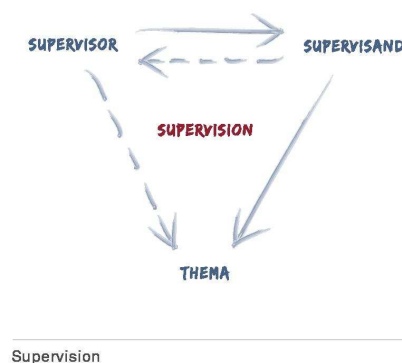 SUPERVISOR
SUPERVISAND
SUPERVISION
THEMA
Supervision